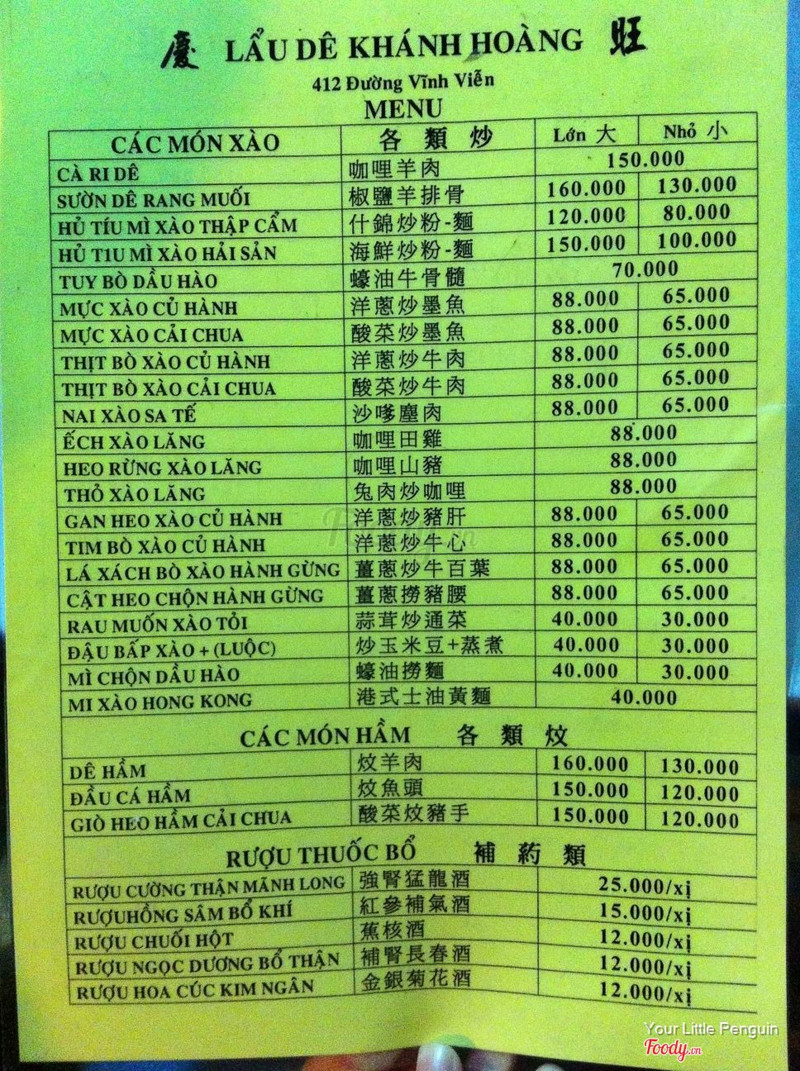 慶 LẨU DÊ KHÁNH HOÀNG 旺
412 Đường Vĩnh Viễn
MENU
CÁC MÓN XÀO 各類炒 Lớn 大 Nhỏ 小
CÀ RI DÊ 咖哩羊肉 150.000
SƯỜN DÊ RANG MUỐI 椒鹽羊排骨 160.000 130.000
HỦ TÍU MÌ XÀO THẬP CẨM 什錦炒粉-麵 120.000 80.000
HỦ T1U MÌ XÀO HẢI SẢN 海鮮炒粉-麵 150.000 100.000
TUY BÒ DẦU HÀO 蠔油牛骨髓 70.000
MỰC XÀO CỦ HÀNH 洋蔥炒墨魚 88.000 65.000
MỰC XÀO CẢI CHUA 酸菜炒墨魚 88.000 65.000
THỊT BÒ XÀO CỦ HÀNH 洋蔥炒牛肉 88.000 65.000
THỊT BÒ XÀO CẢI CHUA 酸菜炒牛肉 88.000 65.000
NAI XÀO SA TẾ 沙嗲塵肉 88.000 65.000
ẾCH XÀO LĂNG 咖哩田雞 88.000
HEO RỪNG XÀO LĂNG 咖哩山豬 88.000
THỎ XÀO LĂNG 兔肉炒咖哩 88.000
GAN HEO XÀO CỦ HÀNH 洋蔥炒豬肝 88.000 65.000
TIM BÒ XÀO CỦ HÀNH 洋蔥炒牛心 88.000 65.000
LÁ XÁCH BÒ XÀO HÀNH GỪNG 薑蔥炒牛百葉 88.000 65.000
CẬT HEO CHỘN HÀNH GỪNG 薑蔥撈豬腰 88.000 65.000
RAU MUỐN XÀO TỎI 蒜茸炒通菜 40.000 30.000
ĐẬU BẤP XÀO + (LUỘC) 炒玉米豆+蒸煮 40.000 30.000
MÌ CHỘN DẦU HÀO 蠔油撈麵 40.000 30.000
MI XÀO HONG KONG 港式士油黃麵 40.000
CÁC MÓN HẦM 各類炆
DÊ HẦM 炆羊肉 160.000 130.000
ĐẦU CÁ HẦM 炆魚頭 150.000 120.000
GIÒ HEO HẦM CẢI CHUA 酸菜炆豬手 150.000 120.000
RƯỢU THUỐC BỔ 補葯類
RƯỢU CƯỜNG THẬN MÃNH LONG 強腎猛龍酒 25.000/xị
RƯỢUHỒNG SÂM BỔ KHÍ 紅參補氣酒 15.000/xị
RƯỢU CHUỐI HỘT 蕉核酒 12.000/xị
RƯỢU NGỌC DƯƠNG BỔ THẬN 補腎長春酒 12.000/xị
RƯỢU HOA CÚC KIM NGÂN 金銀菊花酒 12.000/xị
Your Little Penguin
Foody.vn